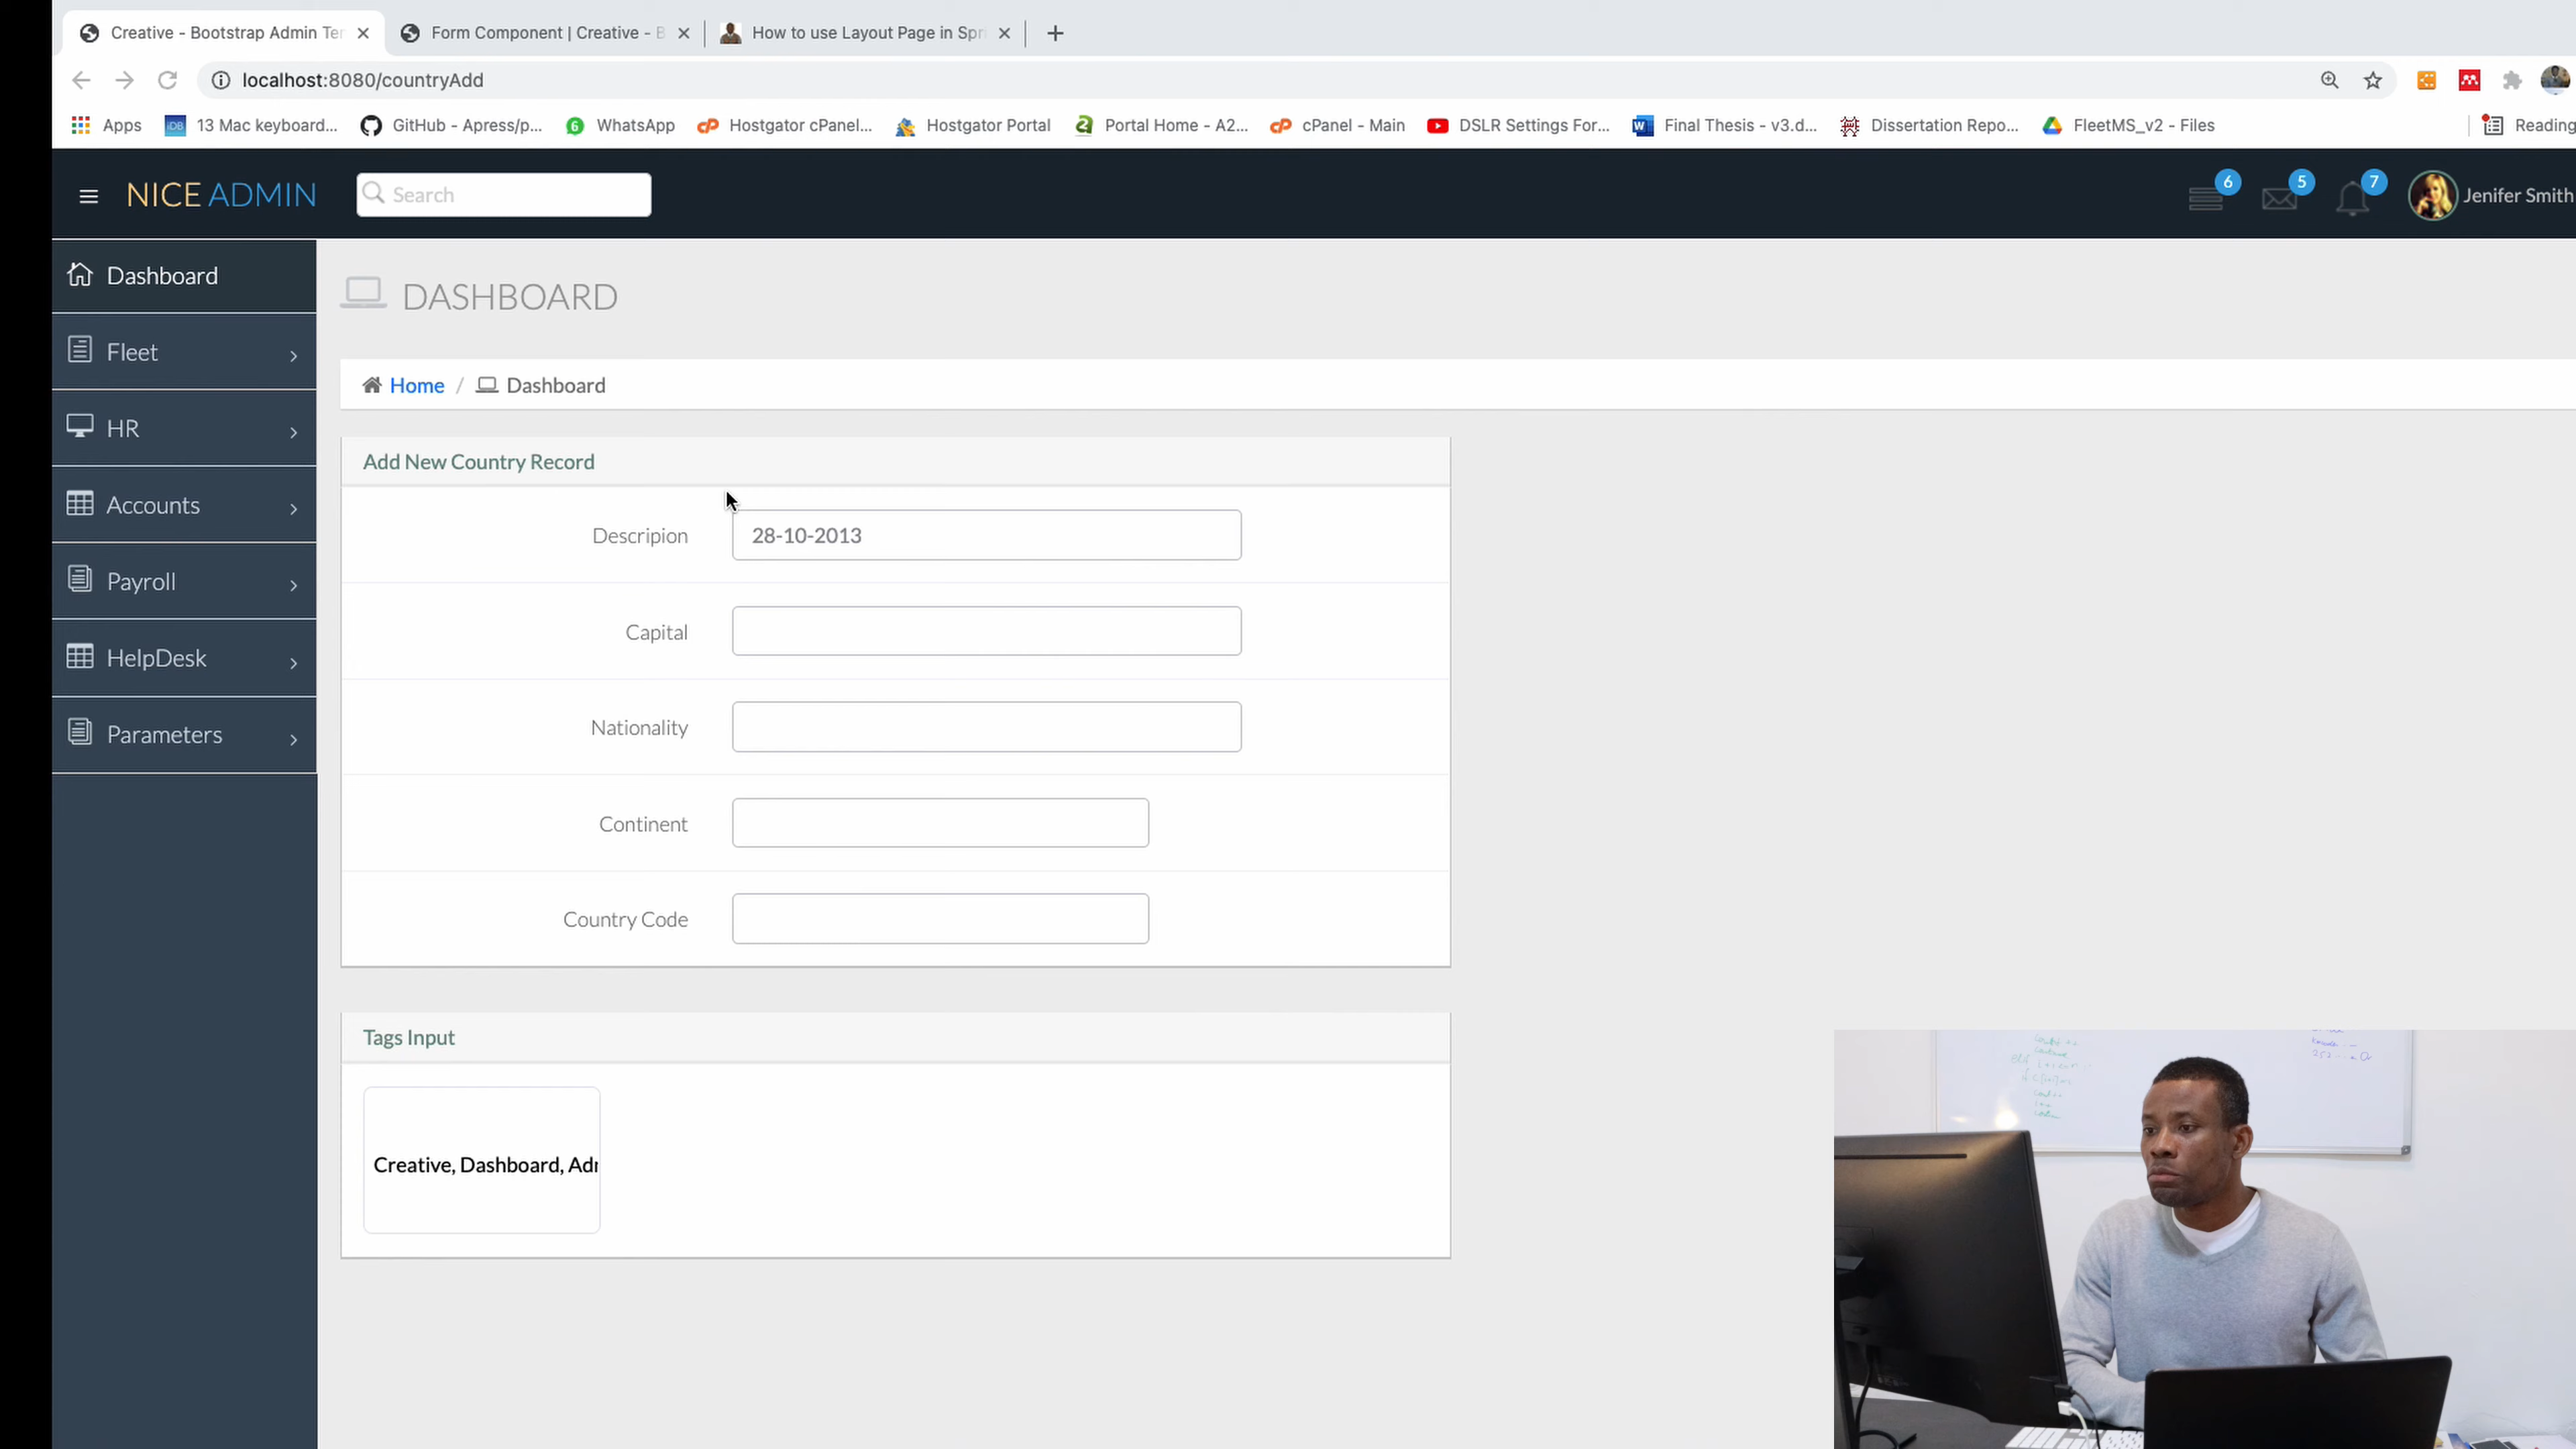 Creative - Bootstrap Admin Ter
Form Component | Creative - B
How to use Layout Page in Spr
localhost:8080/countryAdd
Apps
13 Mac keyboard...
GitHub - Apress/p...
WhatsApp
Hostgator cPanel...
Hostgator Portal
Portal Home - A2...
cPanel - Main
DSLR Settings For...
Final Thesis - v3.d...
Dissertation Repo...
FleetMS_v2 - Files
Reading
NICE ADMIN
Search
6
5
7
Jenifer Smith
Dashboard
Fleet
HR
Accounts
Payroll
HelpDesk
Parameters
DASHBOARD
Home / Dashboard
Add New Country Record
Descripion
28-10-2013
Capital
Nationality
Continent
Country Code
Tags Input
Creative, Dashboard, Adr